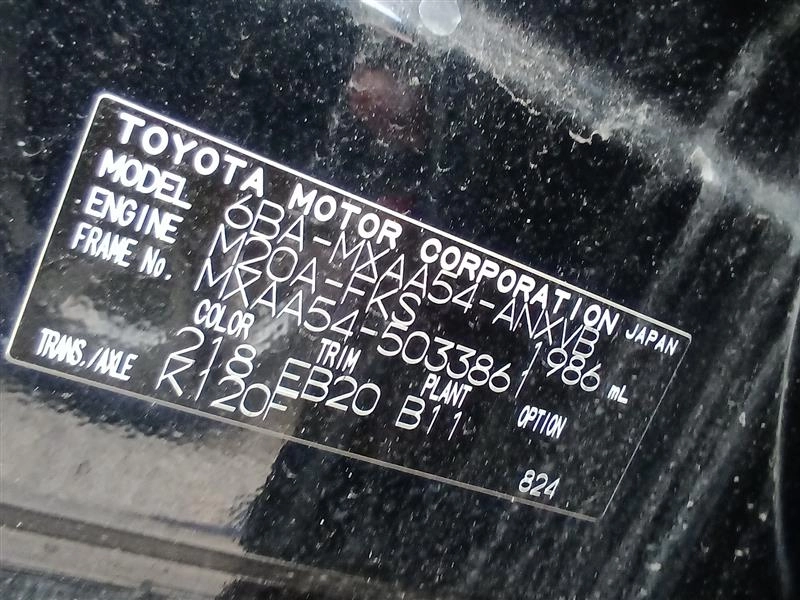 TOYOTA MOTOR CORPORATION JAPAN
MODEL 6BA-MXAA54-ANXVB
ENGINE M20A-FKS 1986 mL
FRAME No. MXAA54-5033861
COLOR TRIM PLANT OPTION
218 EB20 B11
TRANS./AXLE K120F
824